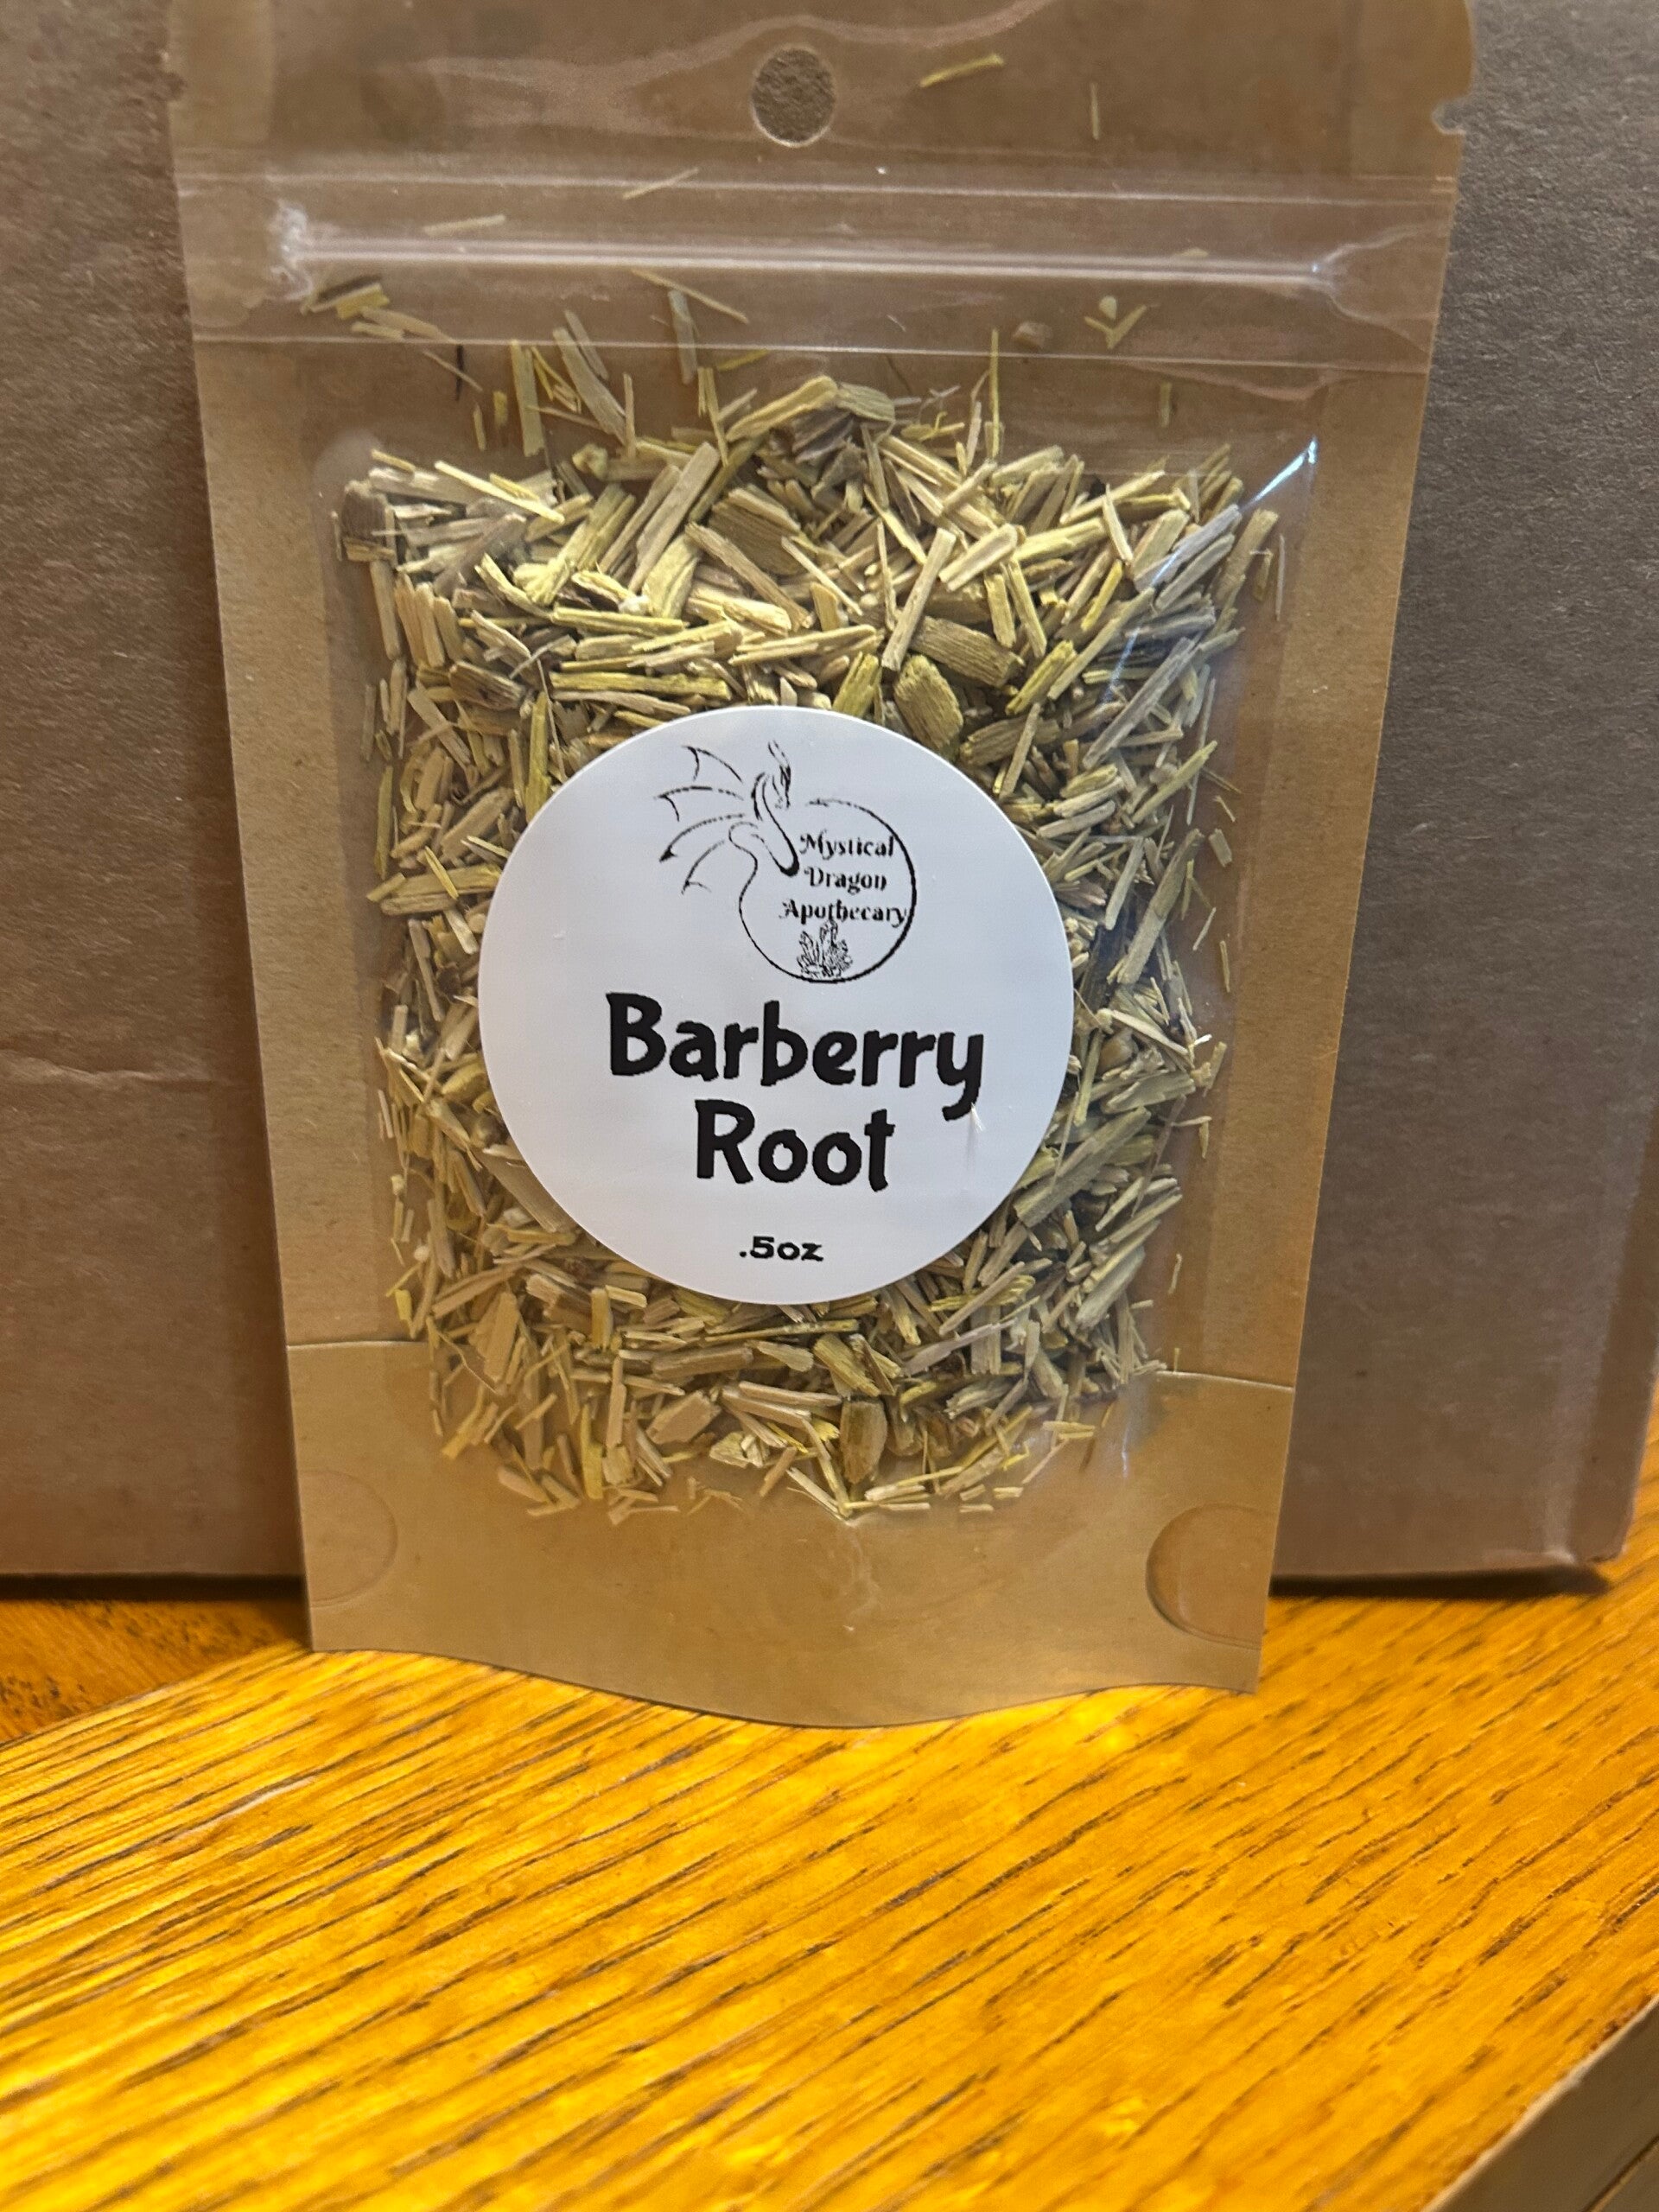 Mystical
Dragon
Apothecary
Barberry
Root
.5oz